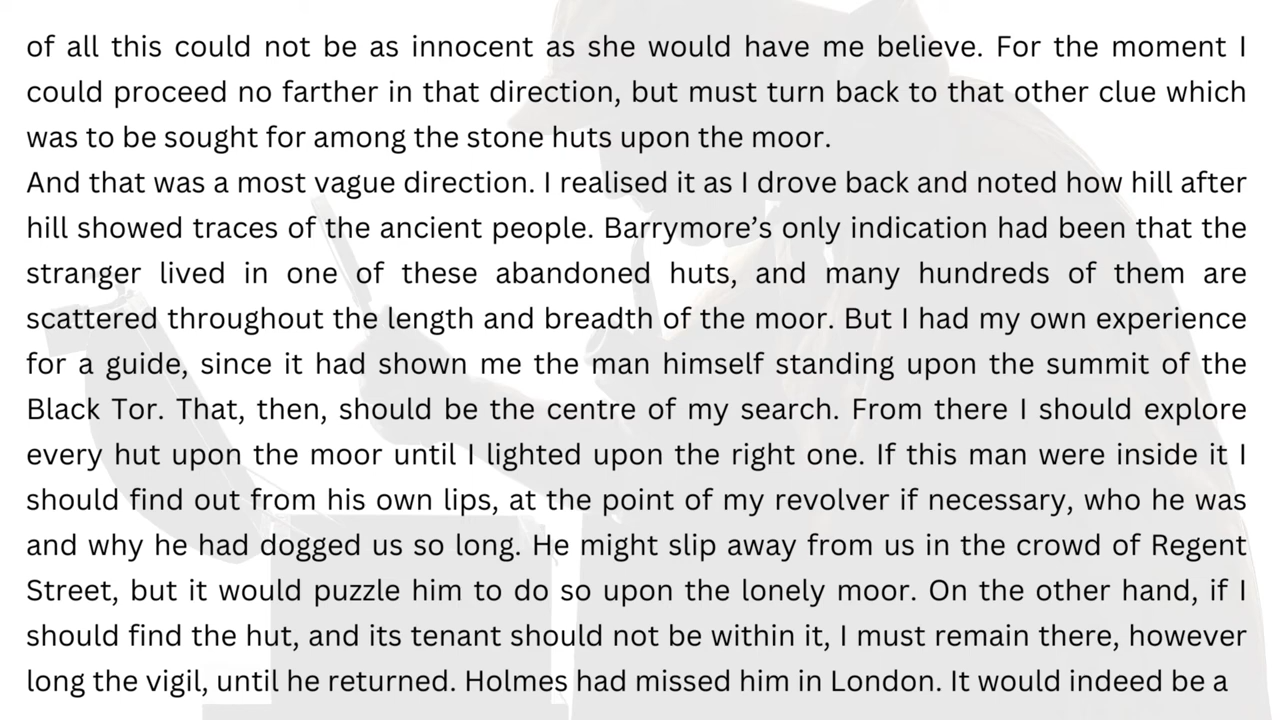 of all this could not be as innocent as she would have me believe. For the moment I
could proceed no farther in that direction, but must turn back to that other clue which
was to be sought for among the stone huts upon the moor.
And that was a most vague direction. I realised it as I drove back and noted how hill after
hill showed traces of the ancient people. Barrymore’s only indication had been that the
stranger lived in one of these abandoned huts, and many hundreds of them are
scattered throughout the length and breadth of the moor. But I had my own experience
for a guide, since it had shown me the man himself standing upon the summit of the
Black Tor. That, then, should be the centre of my search. From there I should explore
every hut upon the moor until I lighted upon the right one. If this man were inside it I
should find out from his own lips, at the point of my revolver if necessary, who he was
and why he had dogged us so long. He might slip away from us in the crowd of Regent
Street, but it would puzzle him to do so upon the lonely moor. On the other hand, if I
should find the hut, and its tenant should not be within it, I must remain there, however
long the vigil, until he returned. Holmes had missed him in London. It would indeed be a